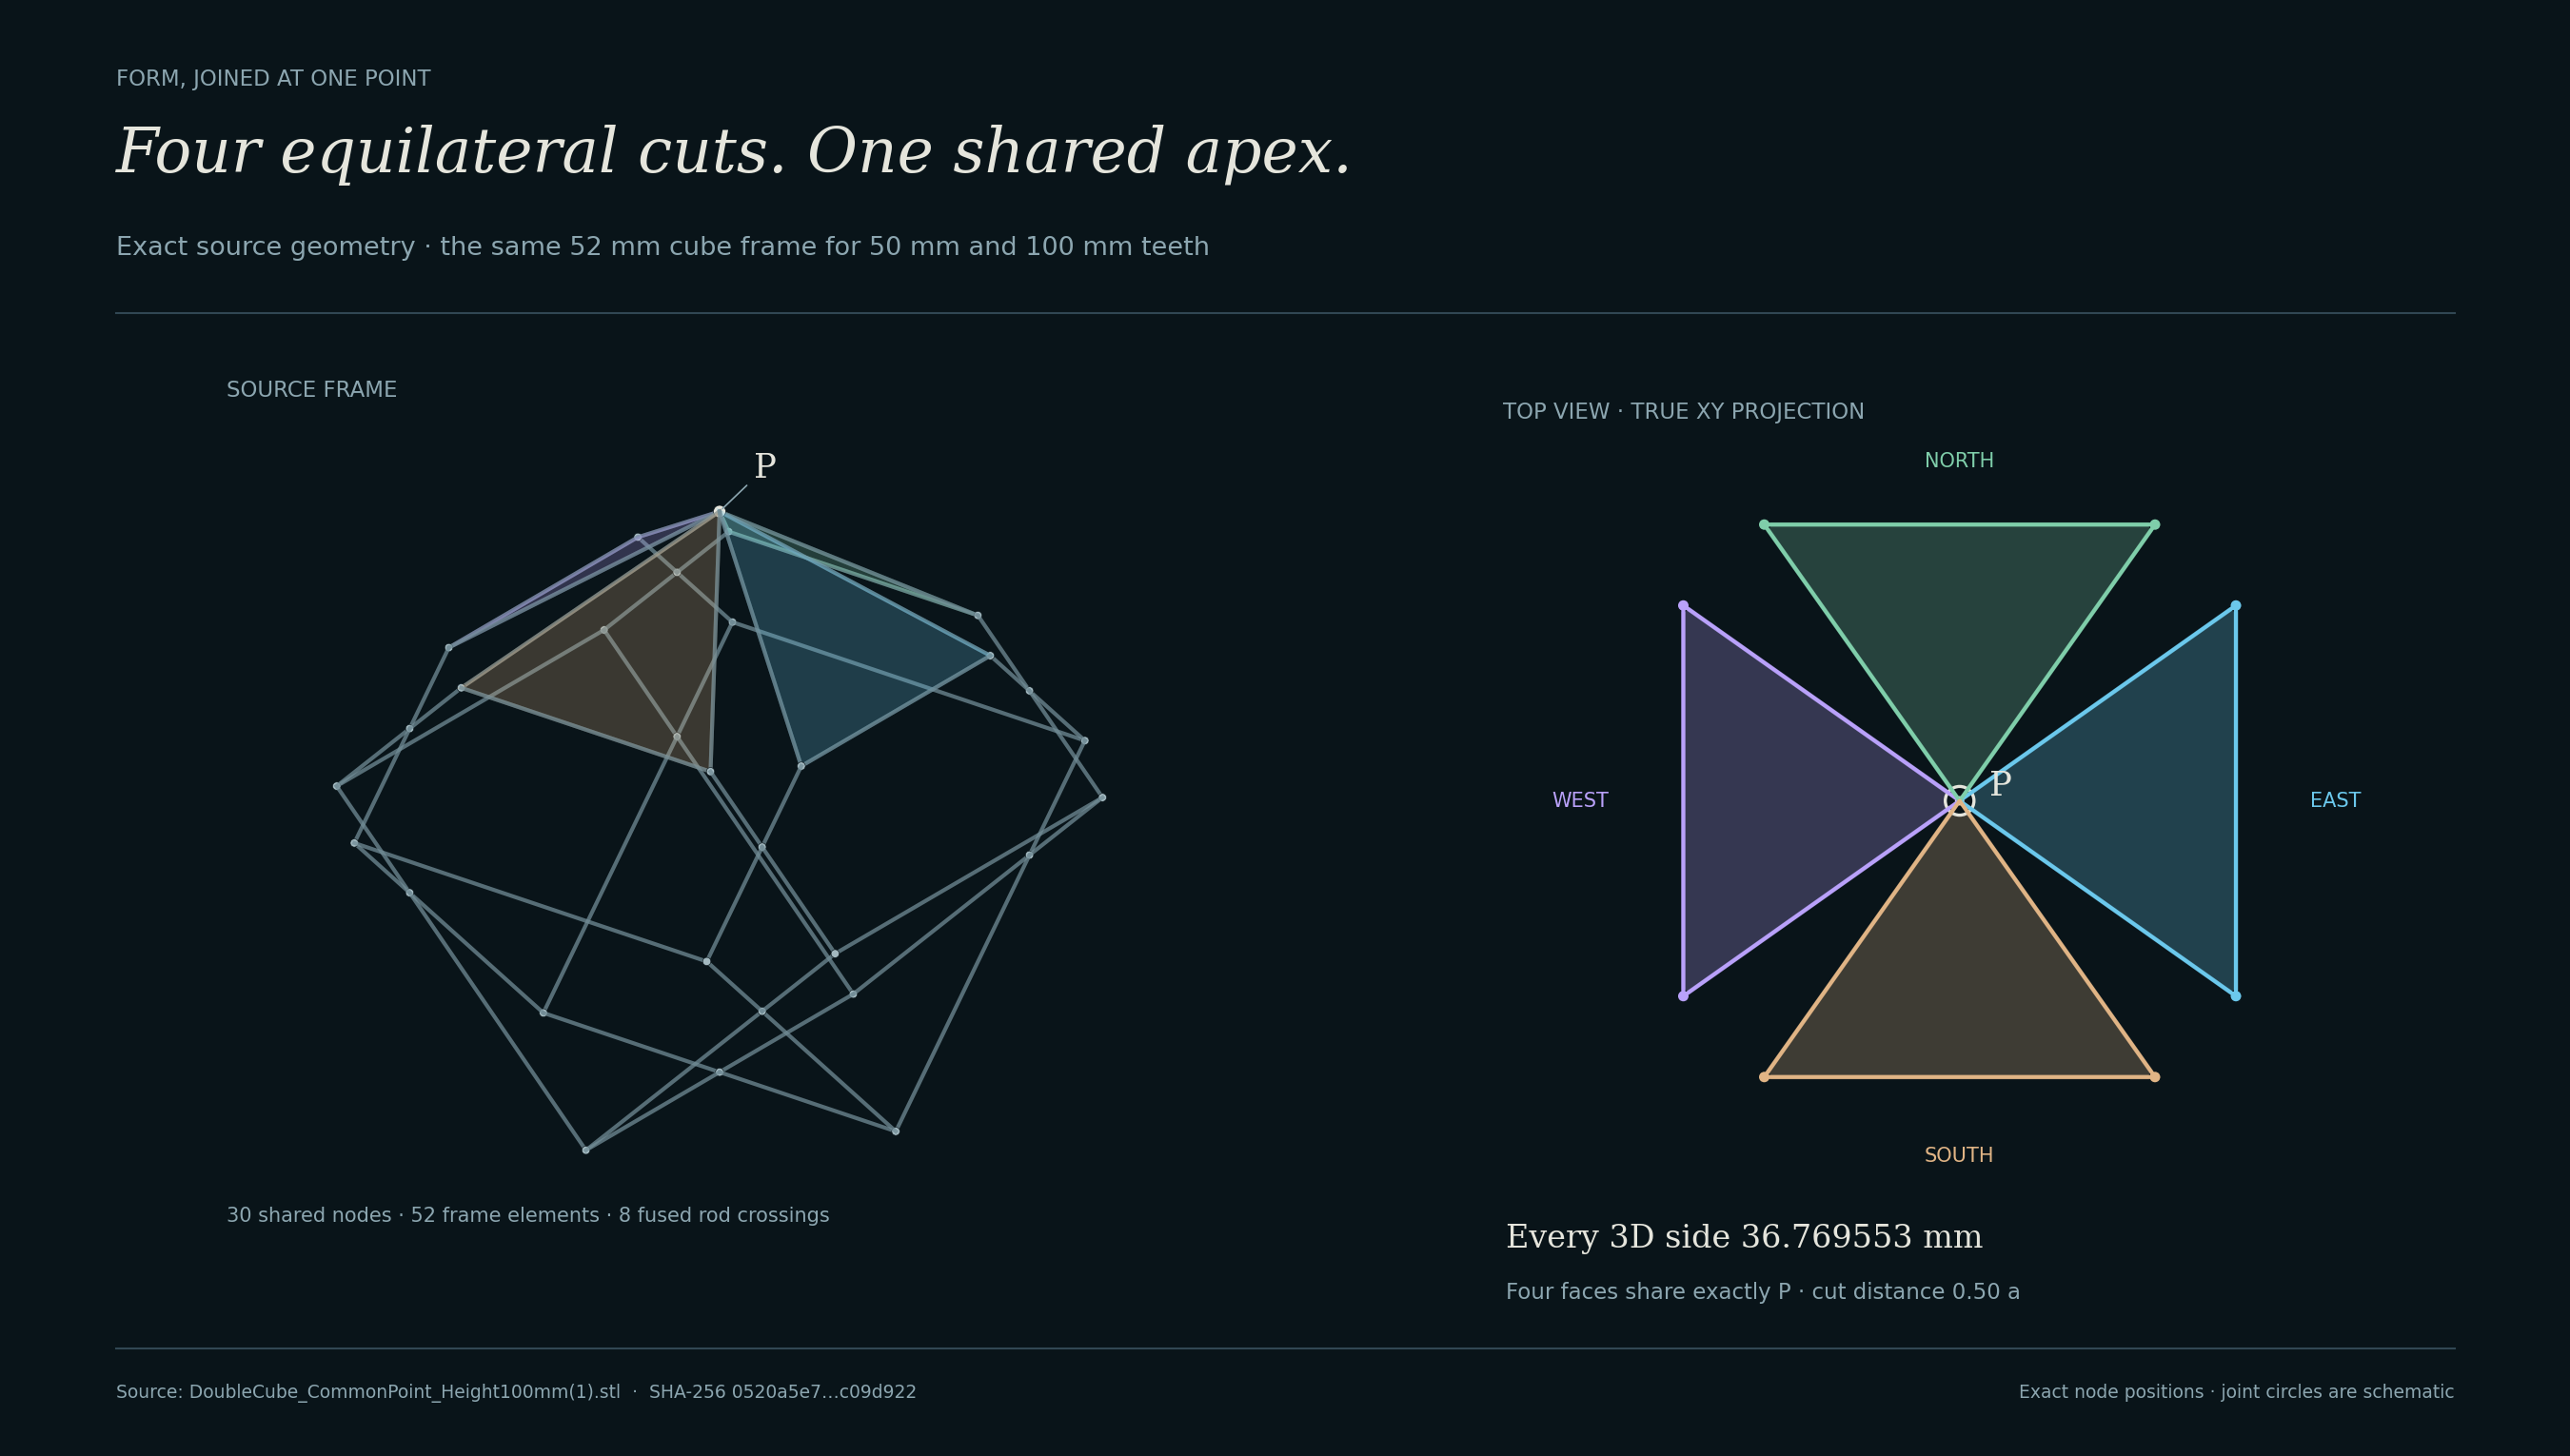 FORM, JOINED AT ONE POINT
Four equilateral cuts. One shared apex.
Exact source geometry · the same 52 mm cube frame for 50 mm and 100 mm teeth
SOURCE FRAME
P
30 shared nodes · 52 frame elements · 8 fused rod crossings
TOP VIEW · TRUE XY PROJECTION
NORTH
WEST
P
EAST
SOUTH
Every 3D side 36.769553 mm
Four faces share exactly P · cut distance 0.50 a
Source: DoubleCube_CommonPoint_Height100mm(1).stl · SHA-256 0520a5e7…c09d922
Exact node positions · joint circles are schematic